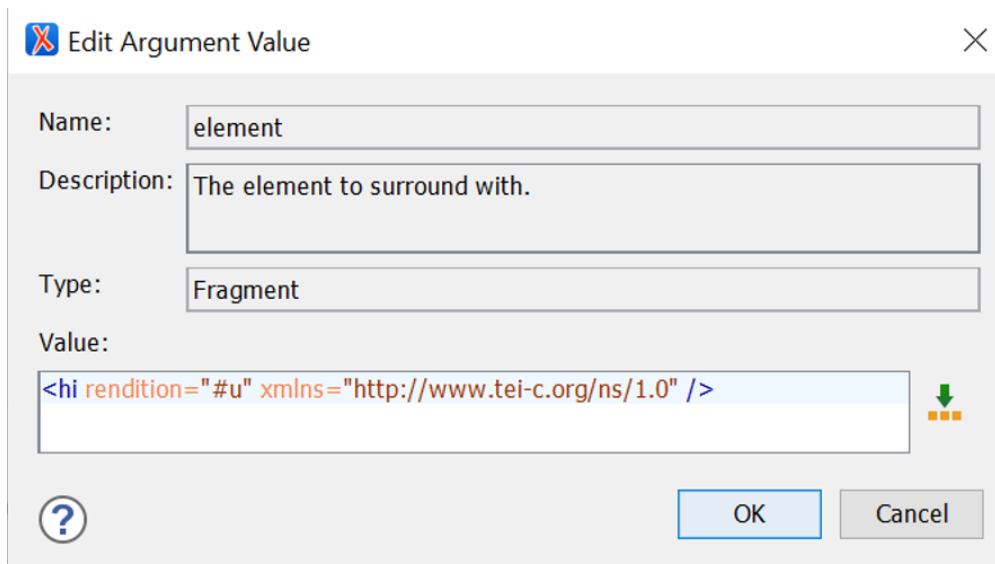 Edit Argument Value
Name: element
Description: The element to surround with.
Type: Fragment
Value:
<hi rendition="#u" xmlns="http://www.tei-c.org/ns/1.0" />
?
OK Cancel